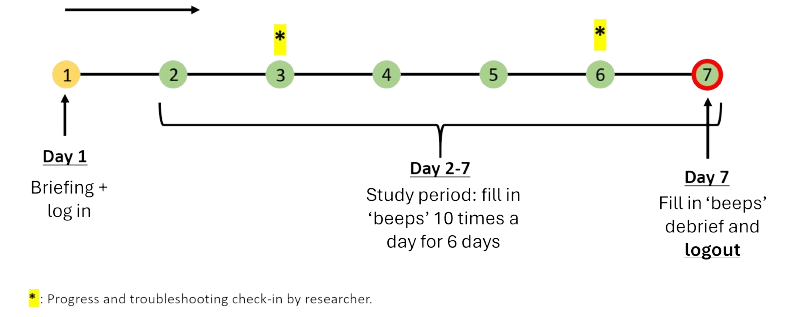 *
*
1
2
3
4
5
6
7
Day 1
Briefing +
log in
Day 2-7
Study period: fill in
‘beeps’ 10 times a
day for 6 days
Day 7
Fill in ‘beeps’
debrief and
logout
*: Progress and troubleshooting check-in by researcher.